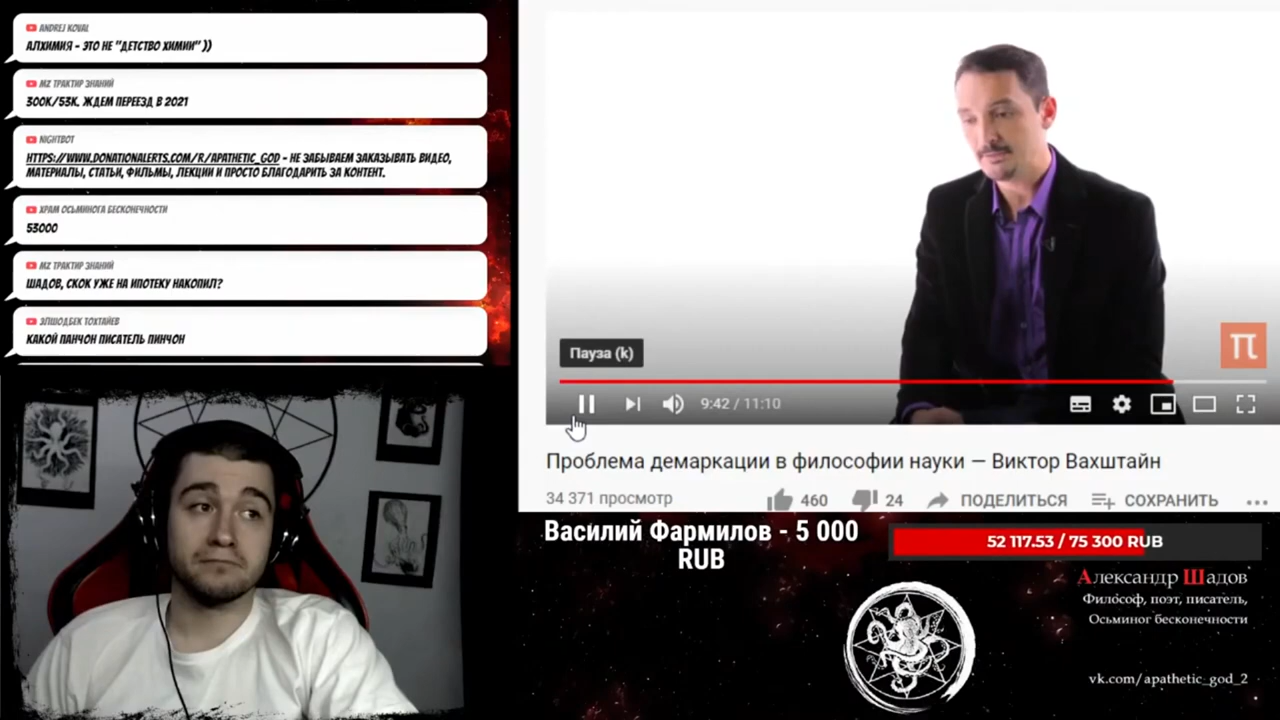 ANDREJ KOVAL
АЛХИМИЯ - ЭТО НЕ "ДЕТСТВО ХИМИИ" ))
MZ ТРАКТИР ЗНАНИЙ
300К/53К. ЖДЕМ ПЕРЕЕЗД В 2021
NIGHTBOT
HTTPS://WWW.DONATIONALERTS.COM/R/APATHETIC_GOD - НЕ ЗАБЫВАЕМ ЗАКАЗЫВАТЬ ВИДЕО,
МАТЕРИАЛЫ, СТАТЬИ, ФИЛЬМЫ, ЛЕКЦИИ И ПРОСТО БЛАГОДАРИТЬ ЗА КОНТЕНТ.
ХРАМ ОСЬМИНОГА БЕСКОНЕЧНОСТИ
53000
MZ ТРАКТИР ЗНАНИЙ
ШАДОВ, СКОК УЖЕ НА ИПОТЕКУ НАКОПИЛ?
ЭЛШОДБЕК ТОХТАЙЕВ
КАКОЙ ПАНЧОН ПИСАТЕЛЬ ПИНЧОН
π
Пауза (k)
9:42 / 11:10
Проблема демаркации в философии науки — Виктор Вахштайн
34 371 просмотр
460
24
ПОДЕЛИТЬСЯ
СОХРАНИТЬ
Василий Фармилов - 5 000
RUB
52 117.53 / 75 300 RUB
Александр Шадов
Философ, поэт, писатель,
Осьминог бесконечности
vk.com/apathetic_god_2